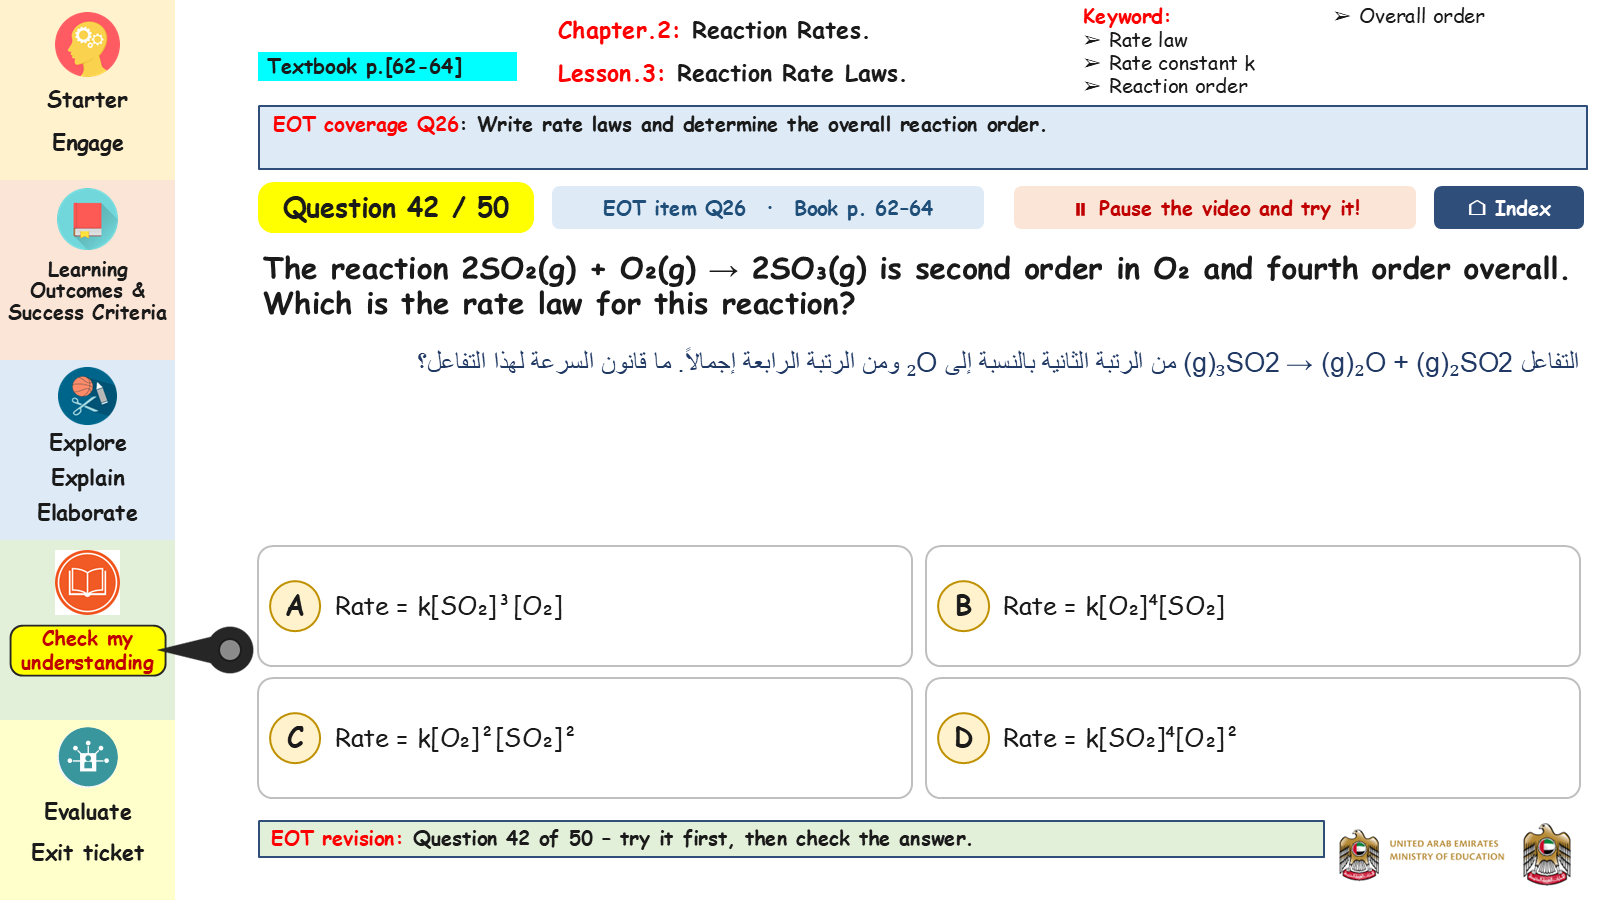 Starter
Engage
Learning
Outcomes &
Success Criteria
Explore
Explain
Elaborate
Check my
understanding
Evaluate
Exit ticket
Textbook p.[62-64]
Chapter.2: Reaction Rates.
Lesson.3: Reaction Rate Laws.
Keyword:
➢ Rate law
➢ Rate constant k
➢ Reaction order
➢ Overall order
EOT coverage Q26: Write rate laws and determine the overall reaction order.
Question 42 / 50
EOT item Q26 · Book p. 62–64
⏸ Pause the video and try it!
⌂ Index
The reaction 2SO₂(g) + O₂(g) → 2SO₃(g) is second order in O₂ and fourth order overall.
Which is the rate law for this reaction?
التفاعل 2SO₂(g) + O₂(g) → 2SO₃(g) من الرتبة الثانية بالنسبة إلى O₂ ومن الرتبة الرابعة إجمالاً. ما قانون السرعة لهذا التفاعل؟
A Rate = k[SO₂]³[O₂]
B Rate = k[O₂]⁴[SO₂]
C Rate = k[O₂]²[SO₂]²
D Rate = k[SO₂]⁴[O₂]²
EOT revision: Question 42 of 50 – try it first, then check the answer.
UNITED ARAB EMIRATES
MINISTRY OF EDUCATION